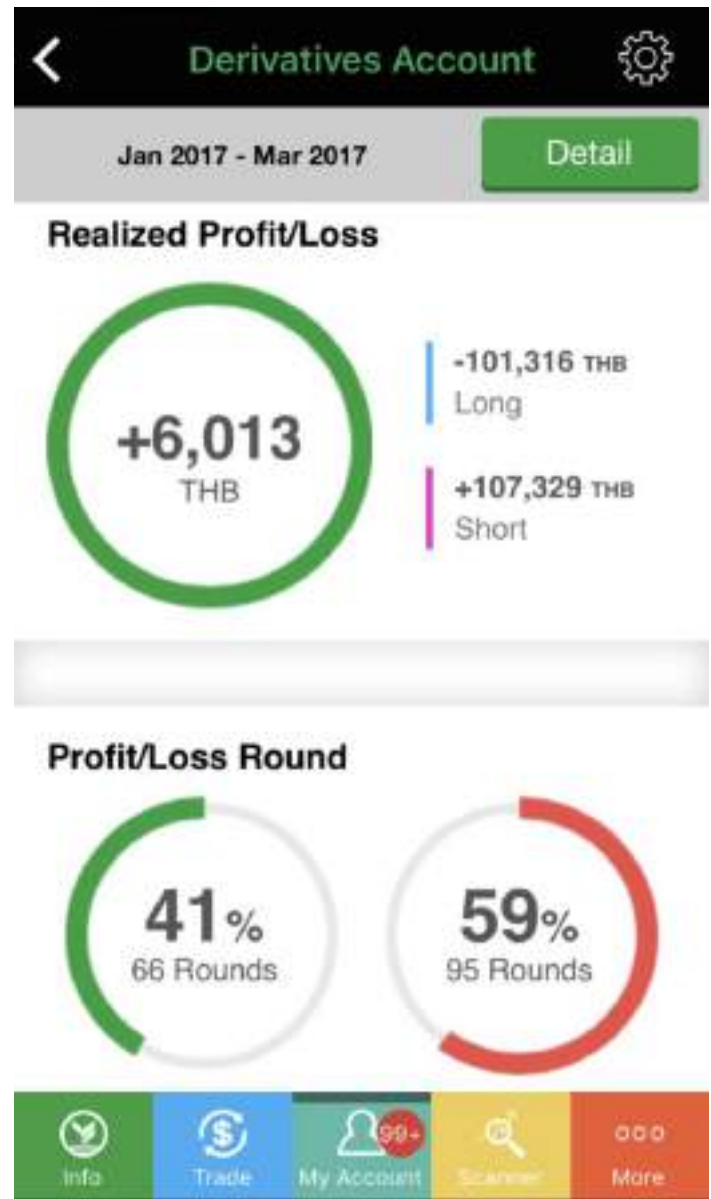 Derivatives Account
Jan 2017 - Mar 2017
Detail
Realized Profit/Loss
+6,013
THB
-101,316 THB
Long
+107,329 THB
Short
Profit/Loss Round
41%
66 Rounds
59%
95 Rounds
99+
Info
Trade
My Account
Scanner
More